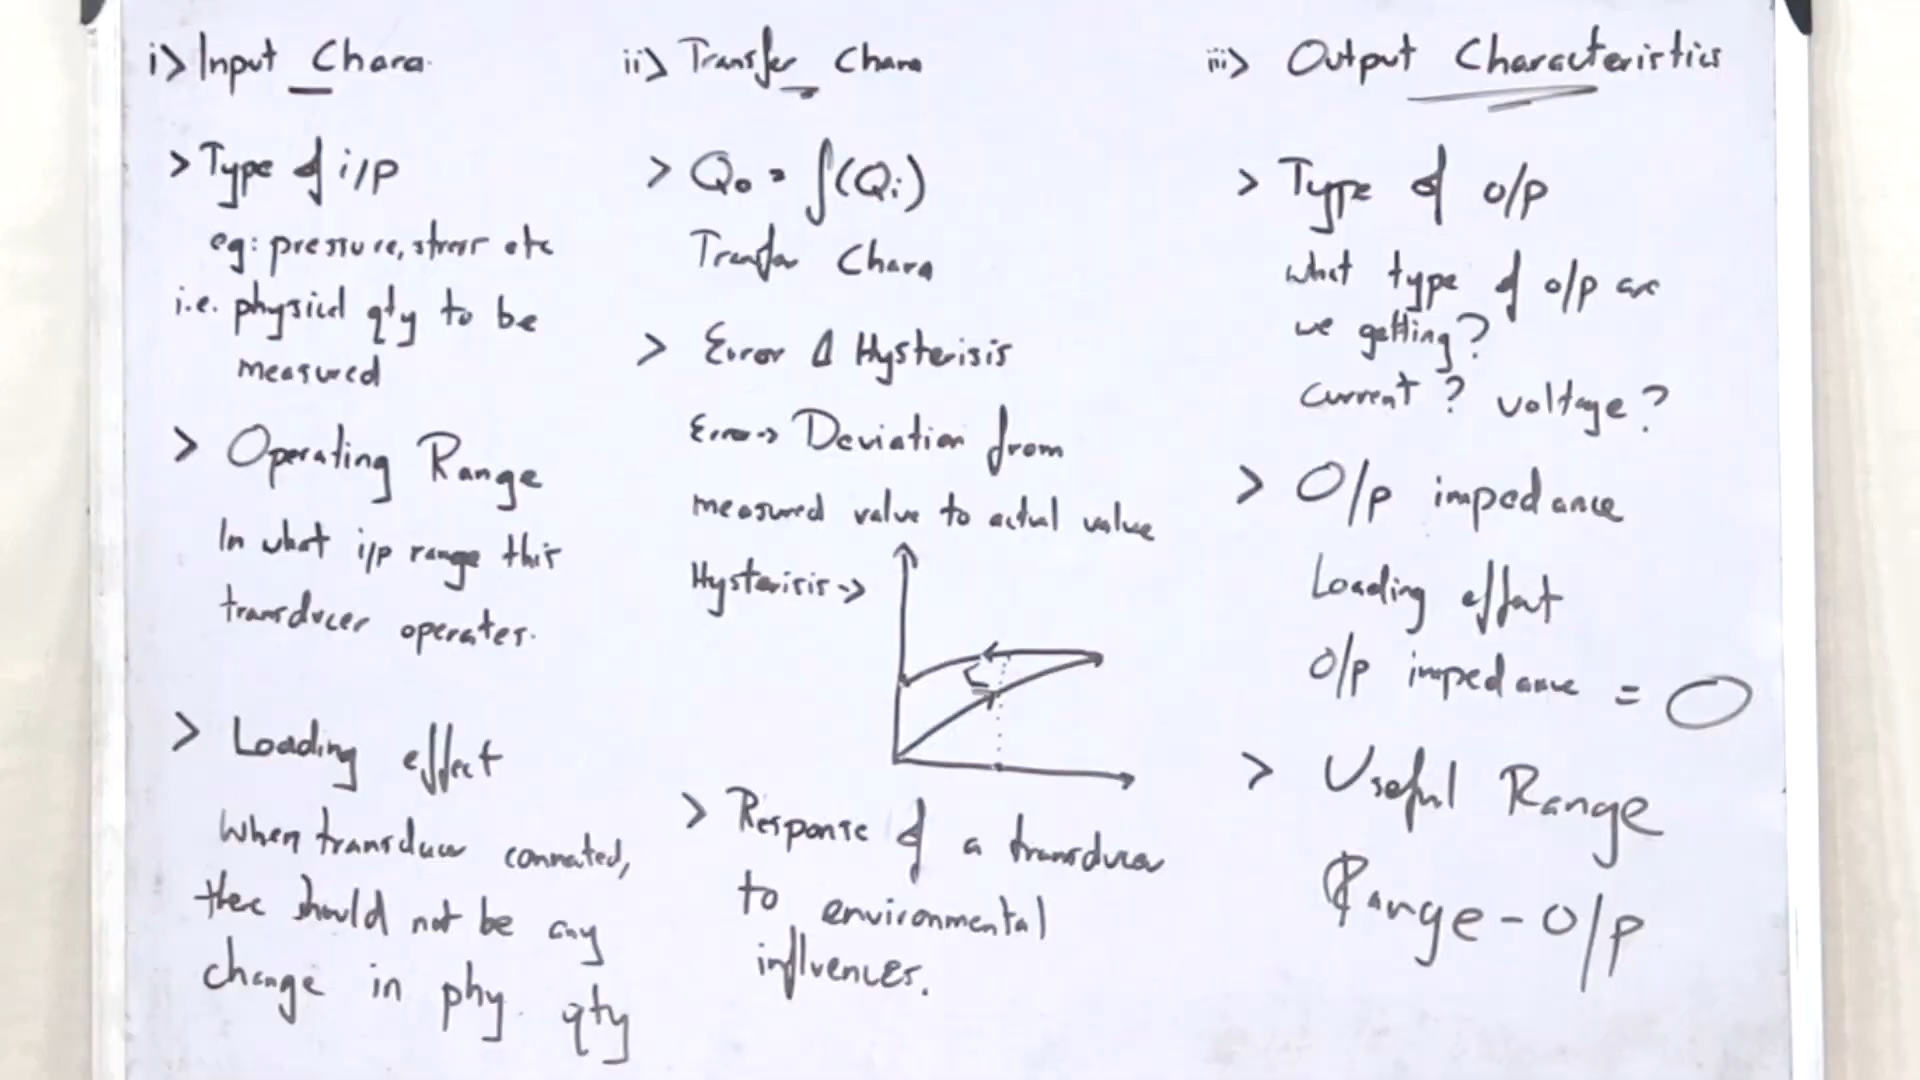 i> Input Chara.
> Type of i/p
eg: pressure, stress etc
i.e. physical qty to be
measured
> Operating Range
In what i/p range this
transducer operates.
> Loading effect
When transducer connected,
there should not be any
change in phy. qty
ii> Transfer Chara
> Qo = f(Qi)
Transfer Chara
> Error & Hysterisis
Error-> Deviation from
measured value to actual value
Hysterisis->
> Response of a transducer
to environmental
influences.
iii> Output Characteristics
> Type of o/p
what type of o/p are
we getting?
current? voltage?
> O/p impedance
Loading effect
O/p impedance = 0
> Useful Range
Range - O/p